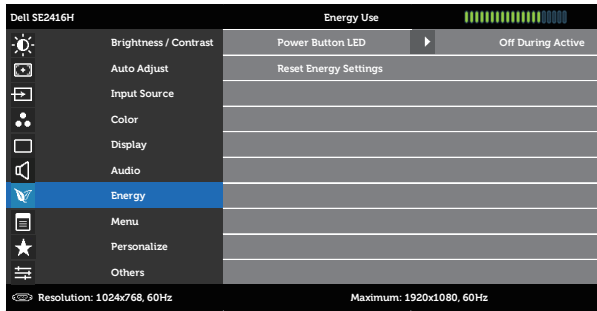 Dell SE2416H Energy Use
Brightness / Contrast Power Button LED Off During Active
Auto Adjust Reset Energy Settings
Input Source
Color
Display
Audio
Energy
Menu
Personalize
Others
Resolution: 1024x768, 60Hz Maximum: 1920x1080, 60Hz